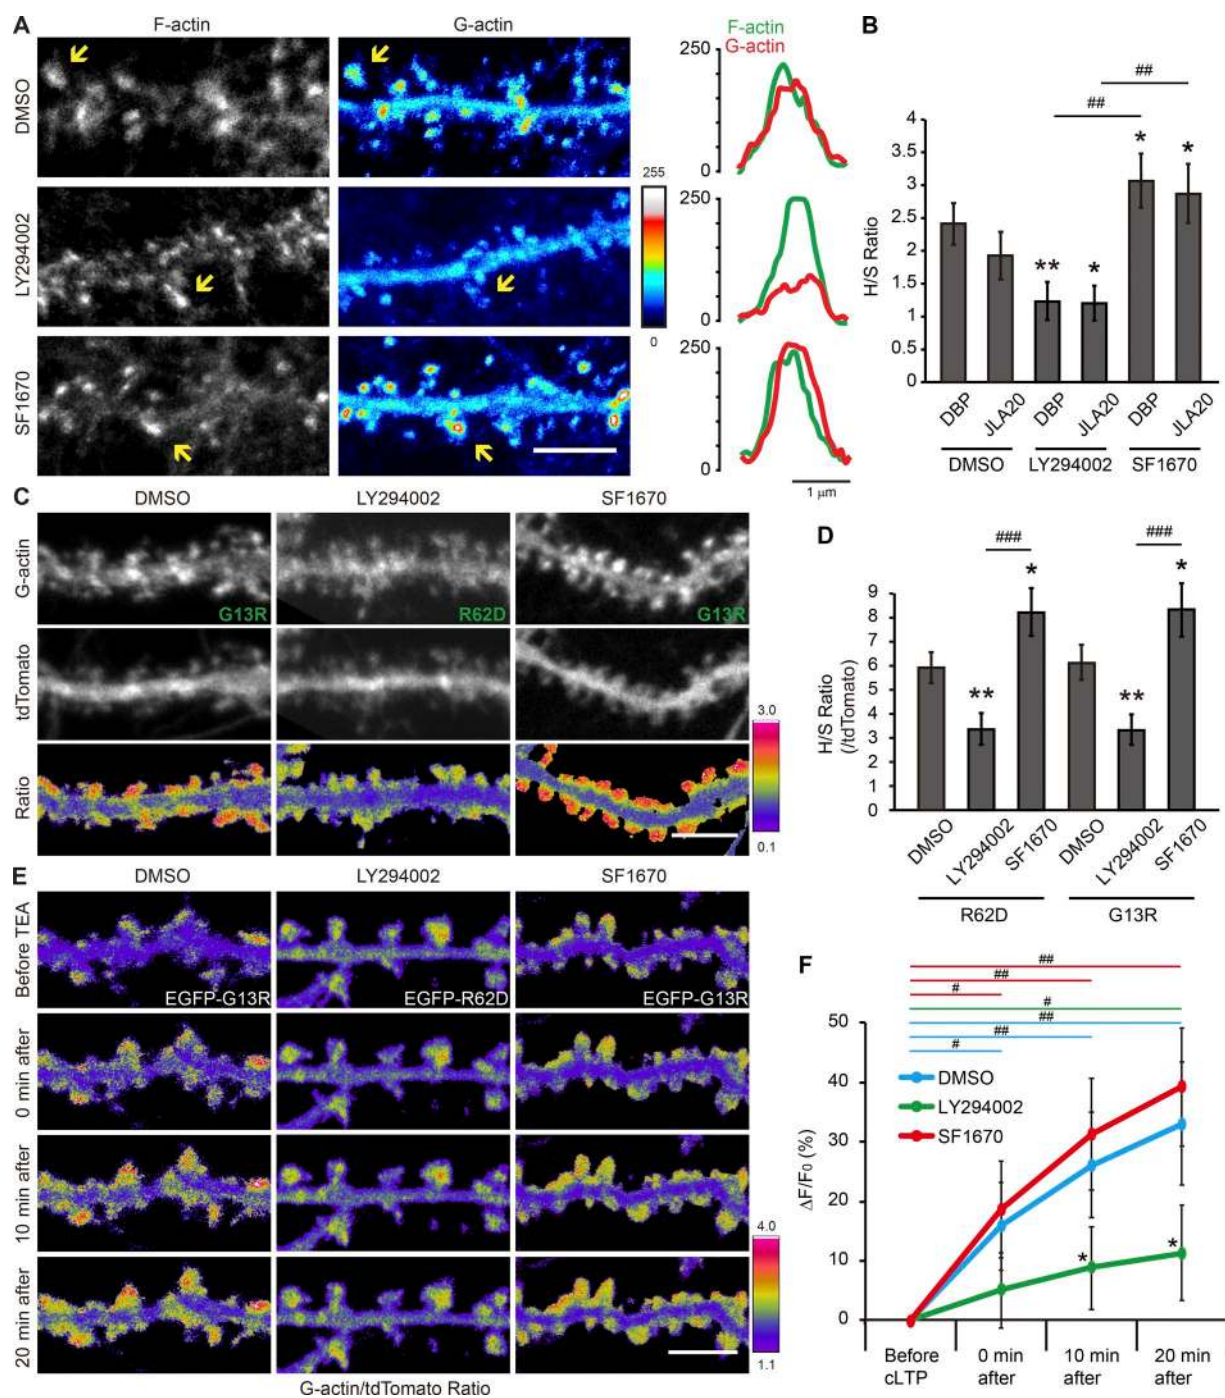 A
F-actin
G-actin
F-actin
G-actin
DMSO
LY294002
SF1670
255
0
250
0
250
0
250
0
1 μm
B
##
##
H/S Ratio
4
3.5
3
2.5
2
1.5
1
0.5
0
**
*
*
*
DBP
JLA20
DBP
JLA20
DBP
JLA20
DMSO
LY294002
SF1670
C
DMSO
LY294002
SF1670
G-actin
G13R
R62D
G13R
tdTomato
Ratio
3.0
0.1
D
###
###
H/S Ratio
(/tdTomato)
9
8
7
6
5
4
3
2
1
0
**
*
**
*
DMSO
LY294002
SF1670
DMSO
LY294002
SF1670
R62D
G13R
E
DMSO
LY294002
SF1670
Before TEA
EGFP-G13R
EGFP-R62D
EGFP-G13R
0 min after
10 min after
20 min after
4.0
1.1
G-actin/tdTomato Ratio
F
##
##
#
#
##
##
#
ΔF/F0 (%)
50
40
30
20
10
0
DMSO
LY294002
SF1670
*
*
Before
cLTP
0 min
after
10 min
after
20 min
after